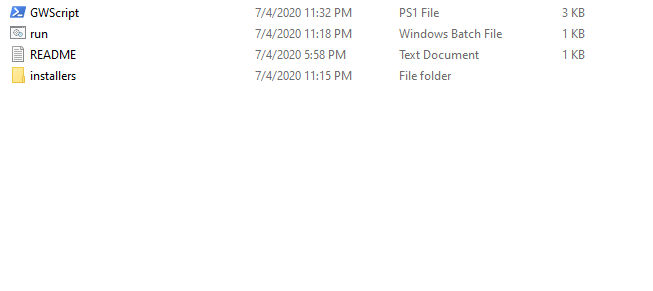 GWScript 7/4/2020 11:32 PM PS1 File 3 KB
run 7/4/2020 11:18 PM Windows Batch File 1 KB
README 7/4/2020 5:58 PM Text Document 1 KB
installers 7/4/2020 11:15 PM File folder